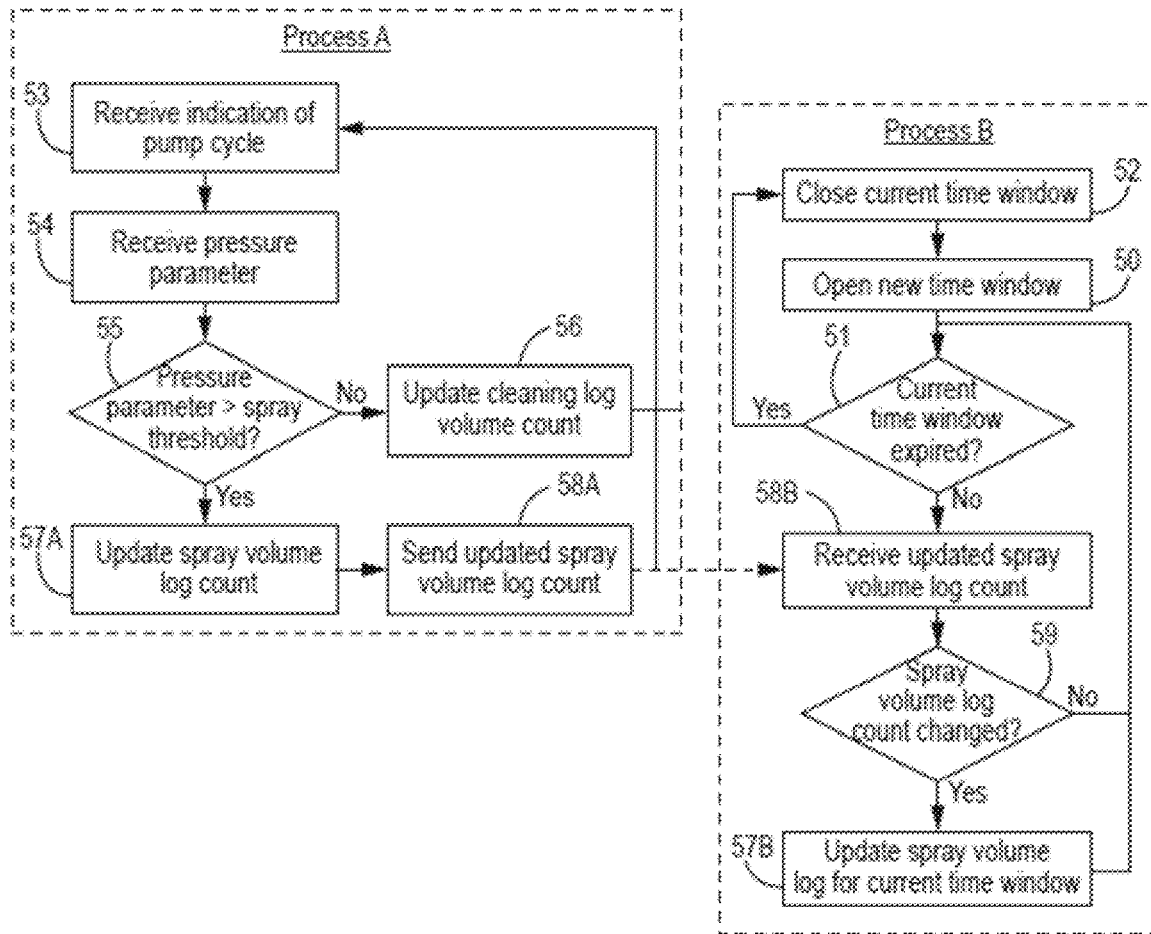 Process A
53
Receive indication of
pump cycle
54
Receive pressure
parameter
55
Pressure
parameter > spray
threshold?
No
56
Update cleaning log
volume count
Yes
57A
Update spray volume
log count
58A
Send updated spray
volume log count
Process B
52
Close current time window
50
Open new time window
51
Current
time window
expired?
Yes
No
58B
Receive updated spray
volume log count
59
Spray
volume log
count changed?
No
Yes
57B
Update spray volume
log for current time window